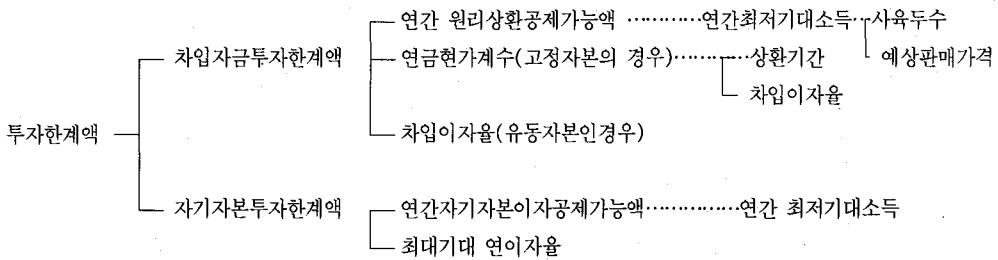 연간 원리상환공제가능액 ············ 연간최저기대소득 ··· 사육두수
차입자금투자한계액 연금현가계수(고정자본의 경우) ············ 상환기간 예상판매가격
차입이자율
투자한계액 차입이자율(유동자본인경우)
자기자본투자한계액 연간자기자본이자공제가능액 ··············· 연간 최저기대소득
최대기대 연이자율